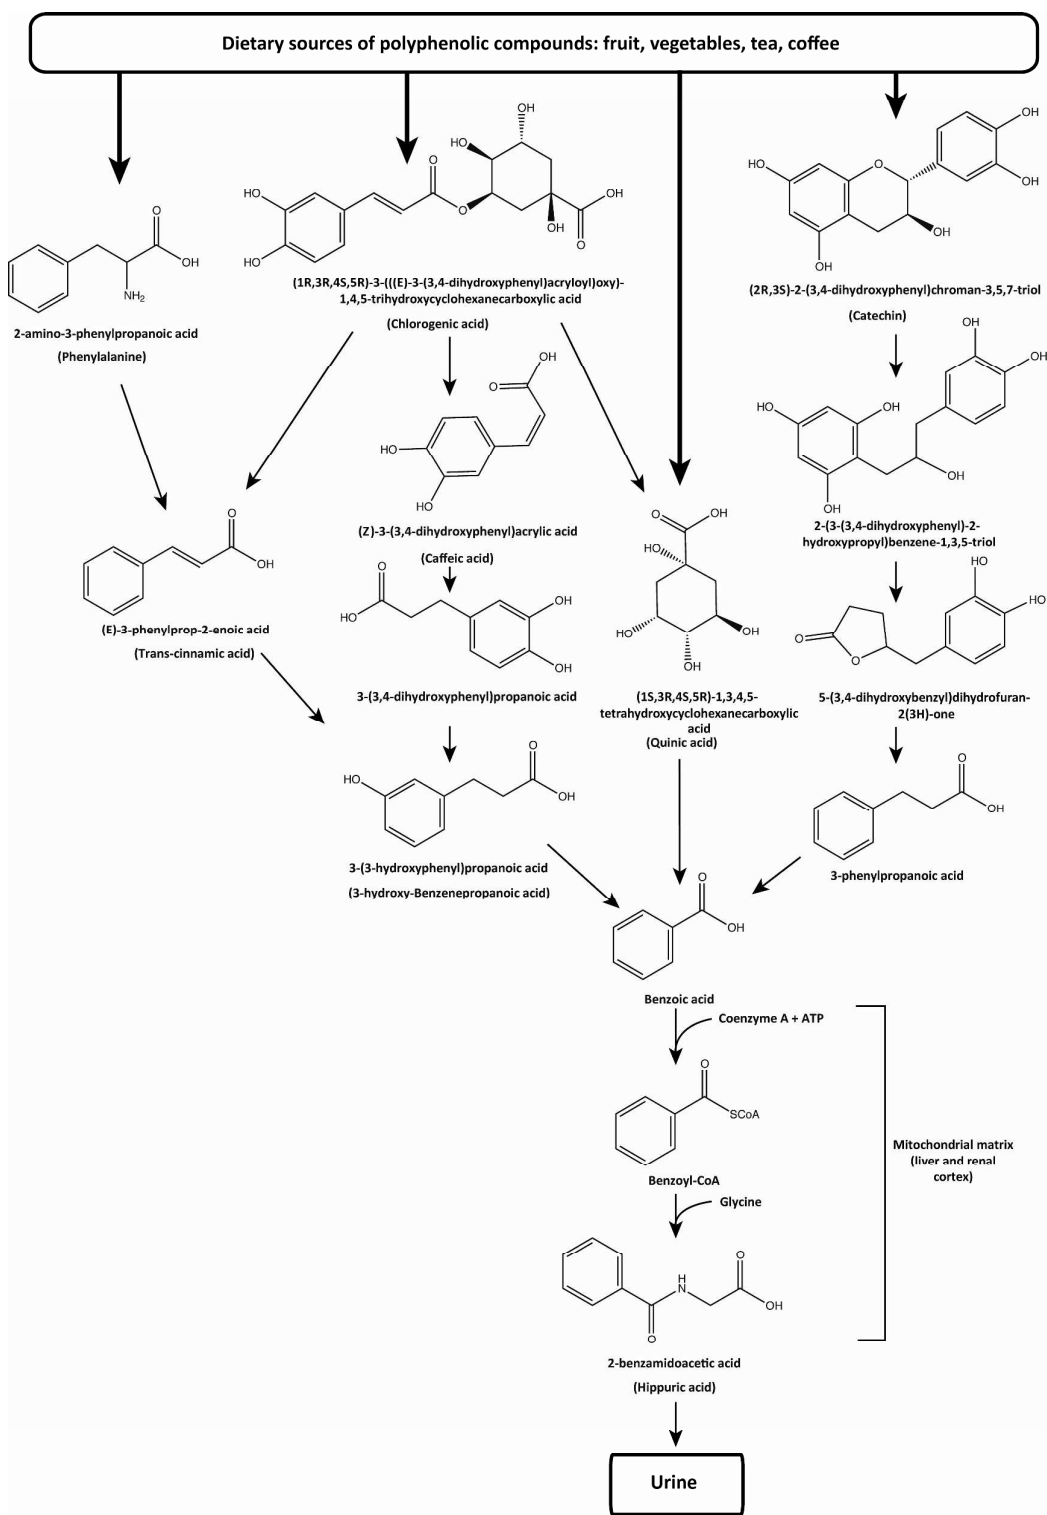 Dietary sources of polyphenolic compounds: fruit, vegetables, tea, coffee
O
OH
NH₂
2-amino-3-phenylpropanoic acid
(Phenylalanine)
OH
HO
O
HO
O
OH
OH
O
HO
(1R,3R,4S,5R)-3-(((E)-3-(3,4-dihydroxyphenyl)acryloyl)oxy)-
1,4,5-trihydroxycyclohexanecarboxylic acid
(Chlorogenic acid)
OH
HO
O
OH
OH
OH
(2R,3S)-2-(3,4-dihydroxyphenyl)chroman-3,5,7-triol
(Catechin)
OH
O
HO
HO
(Z)-3-(3,4-dihydroxyphenyl)acrylic acid
(Caffeic acid)
OH
OH
HO
OH
OH
OH
2-(3-(3,4-dihydroxyphenyl)-2-
hydroxypropyl)benzene-1,3,5-triol
O
OH
(E)-3-phenylprop-2-enoic acid
(Trans-cinnamic acid)
O
HO
OH
OH
3-(3,4-dihydroxyphenyl)propanoic acid
O
OH
HO
HO
OH
OH
(1S,3R,4S,5R)-1,3,4,5-
tetrahydroxycyclohexanecarboxylic
acid
(Quinic acid)
HO
HO
O
O
5-(3,4-dihydroxybenzyl)dihydrofuran-
2(3H)-one
HO
O
OH
3-(3-hydroxyphenyl)propanoic acid
(3-hydroxy-Benzenepropanoic acid)
O
OH
3-phenylpropanoic acid
O
OH
Benzoic acid
Coenzyme A + ATP
O
SCoA
Benzoyl-CoA
Glycine
Mitochondrial matrix
(liver and renal
cortex)
O
H
N
O
OH
2-benzamidoacetic acid
(Hippuric acid)
Urine